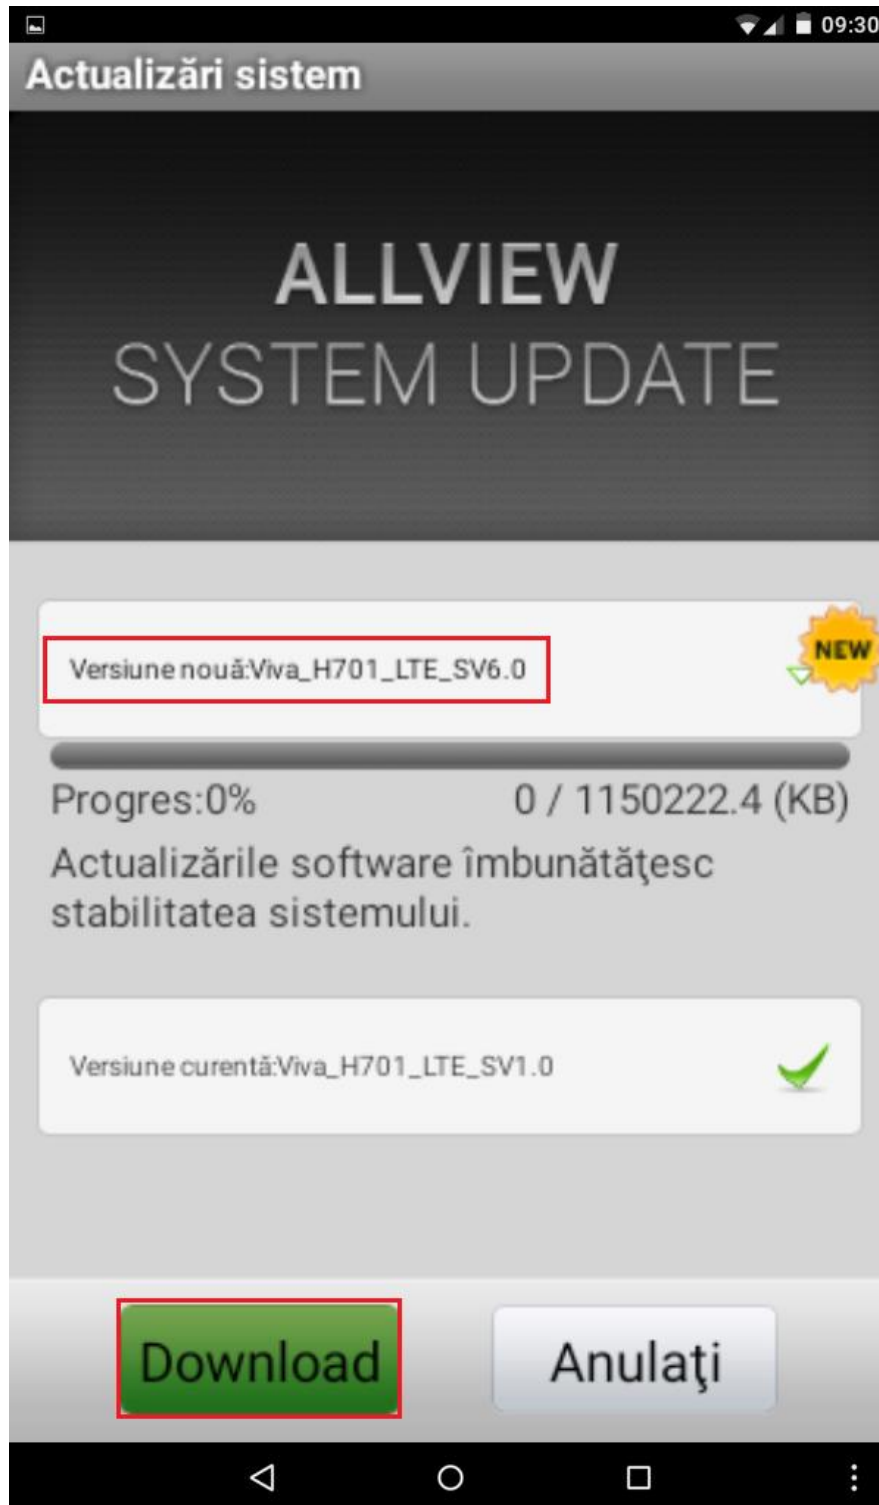 09:30
Actualizări sistem
ALLVIEW
SYSTEM UPDATE
Versiune nouă:Viva_H701_LTE_SV6.0
NEW
Progres:0% 0 / 1150222.4 (KB)
Actualizările software îmbunătăţesc
stabilitatea sistemului.
Versiune curentă:Viva_H701_LTE_SV1.0
Download Anulaţi